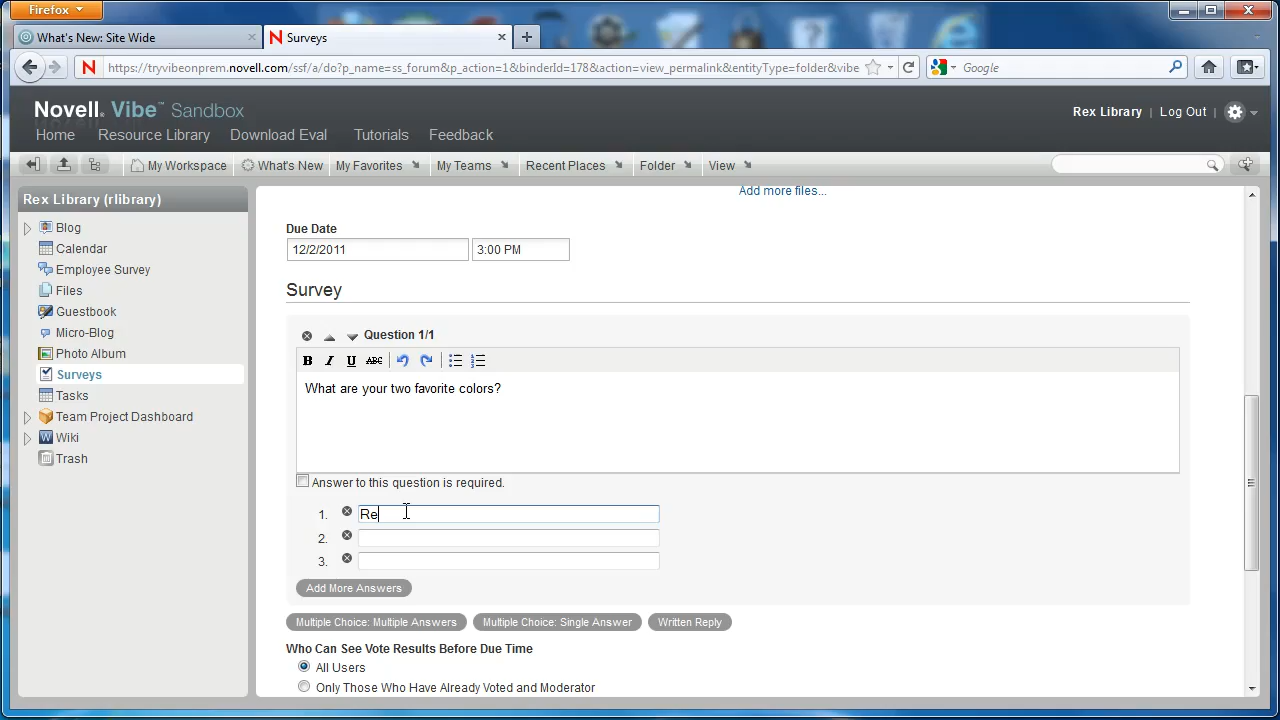 Firefox
What's New: Site Wide
Surveys
https://tryvibeonprem.novell.com/ssf/a/do?p_name=ss_forum&p_action=1&binderId=178&action=view_permalink&entityType=folder&vibe
Google
Novell® Vibe™ Sandbox
Rex Library | Log Out |
Home Resource Library Download Eval Tutorials Feedback
My Workspace What's New My Favorites My Teams Recent Places Folder View
Rex Library (rlibrary)
Blog
Calendar
Employee Survey
Files
Guestbook
Micro-Blog
Photo Album
Surveys
Tasks
Team Project Dashboard
Wiki
Trash
Add more files...
Due Date
12/2/2011 3:00 PM
Survey
Question 1/1
B I U ABC
What are your two favorite colors?
Answer to this question is required.
1. Re
2.
3.
Add More Answers
Multiple Choice: Multiple Answers Multiple Choice: Single Answer Written Reply
Who Can See Vote Results Before Due Time
All Users
Only Those Who Have Already Voted and Moderator